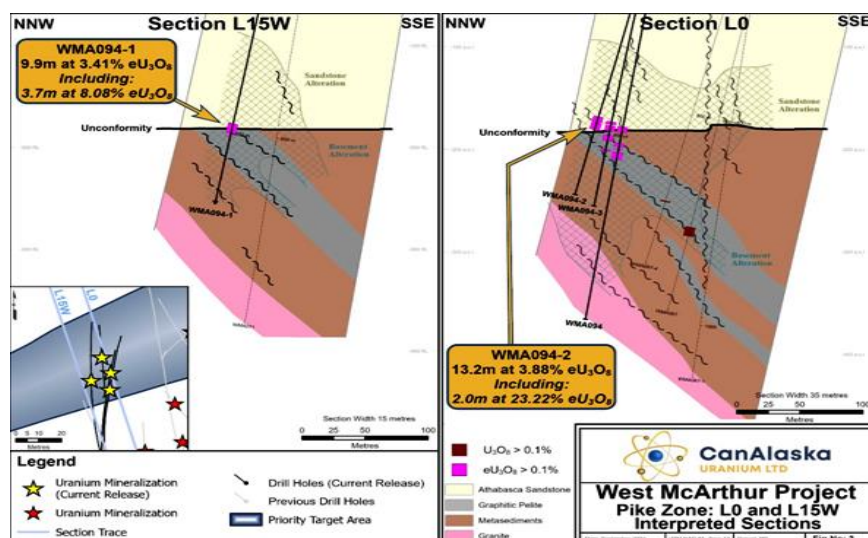 NNW
Section L15W
SSE
WMA094-1
9.9m at 3.41% eU₃O₈
Including:
3.7m at 8.08% eU₃O₈
Sandstone
Alteration
Unconformity
Basement
Alteration
WMA094-1
L15W
L0
Section Width 15 metres
0 25 50 100
Metres
0 5 10 20
Metres
Legend
Uranium Mineralization
(Current Release)
Uranium Mineralization
Section Trace
Drill Holes (Current Release)
Previous Drill Holes
Priority Target Area
NNW
Section L0
SSE
Sandstone
Alteration
Unconformity
WMA094-2
WMA094-3
Basement
Alteration
WMA094
WMA094-2
13.2m at 3.88% eU₃O₈
Including:
2.0m at 23.22% eU₃O₈
Section Width 35 metres
0 25 50 100
Metres
U₃O₈ > 0.1%
eU₃O₈ > 0.1%
Athabasca Sandstone
Graphitic Pelite
Metasediments
Granite
CanAlaska
URANIUM LTD
West McArthur Project
Pike Zone: L0 and L15W
Interpreted Sections